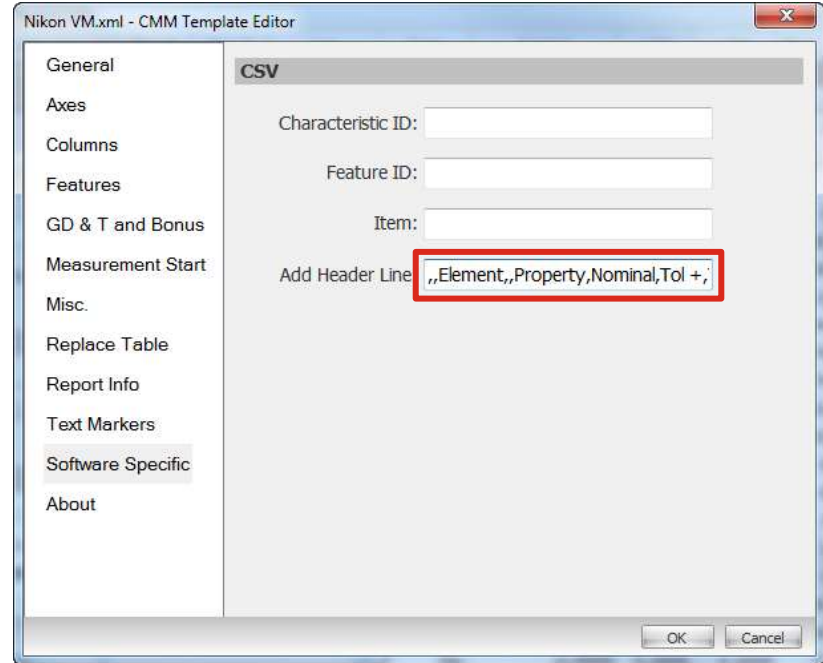 Nikon VM.xml - CMM Template Editor
General
Axes
Columns
Features
GD & T and Bonus
Measurement Start
Misc.
Replace Table
Report Info
Text Markers
Software Specific
About
CSV
Characteristic ID:
Feature ID:
Item:
Add Header Line ,,Element,,Property,Nominal,Tol +,
OK Cancel